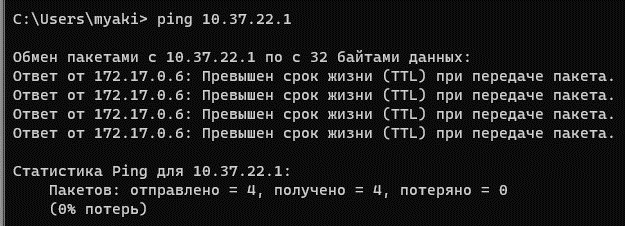 C:\Users\myaki> ping 10.37.22.1
Обмен пакетами с 10.37.22.1 по с 32 байтами данных:
Ответ от 172.17.0.6: Превышен срок жизни (TTL) при передаче пакета.
Ответ от 172.17.0.6: Превышен срок жизни (TTL) при передаче пакета.
Ответ от 172.17.0.6: Превышен срок жизни (TTL) при передаче пакета.
Ответ от 172.17.0.6: Превышен срок жизни (TTL) при передаче пакета.
Статистика Ping для 10.37.22.1:
Пакетов: отправлено = 4, получено = 4, потеряно = 0
(0% потерь)